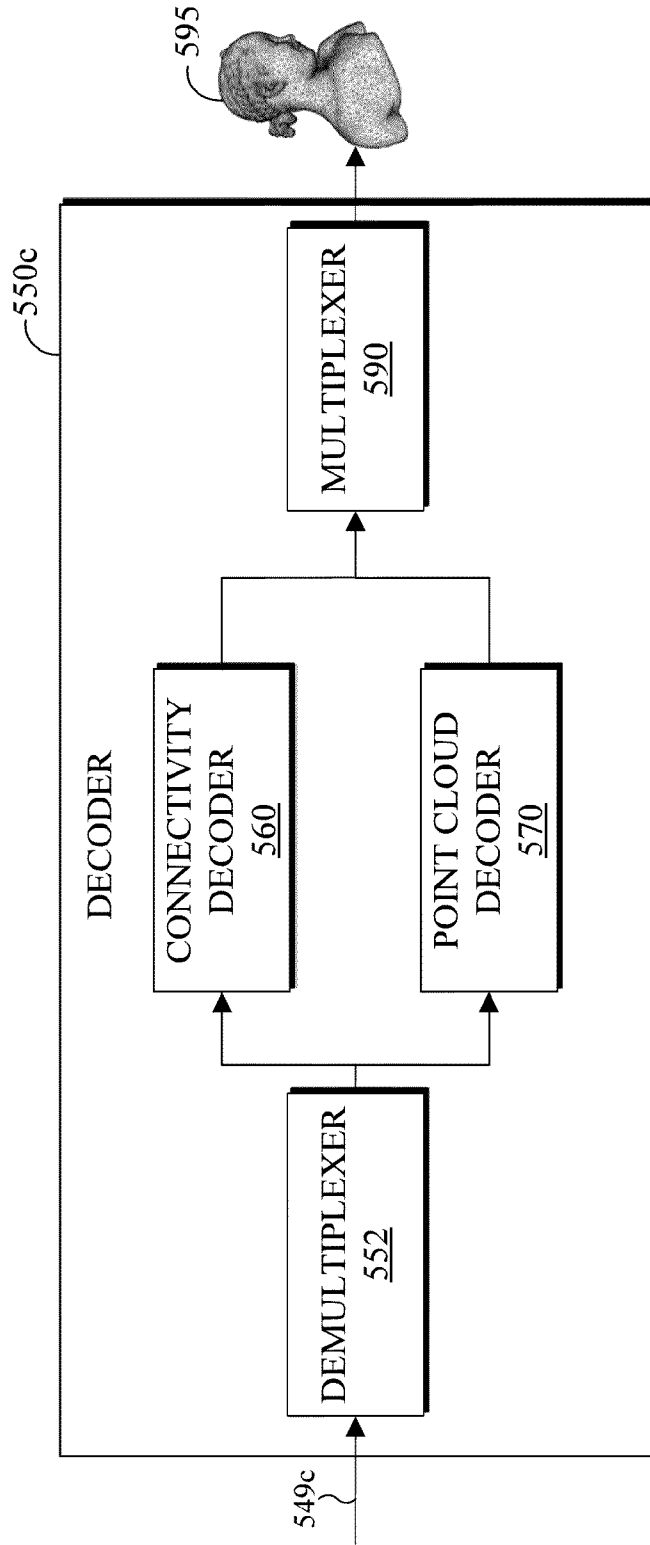 549c
DECODER
550c
DEMULTIPLEXER
552
CONNECTIVITY
DECODER
560
POINT CLOUD
DECODER
570
MULTIPLEXER
590
595